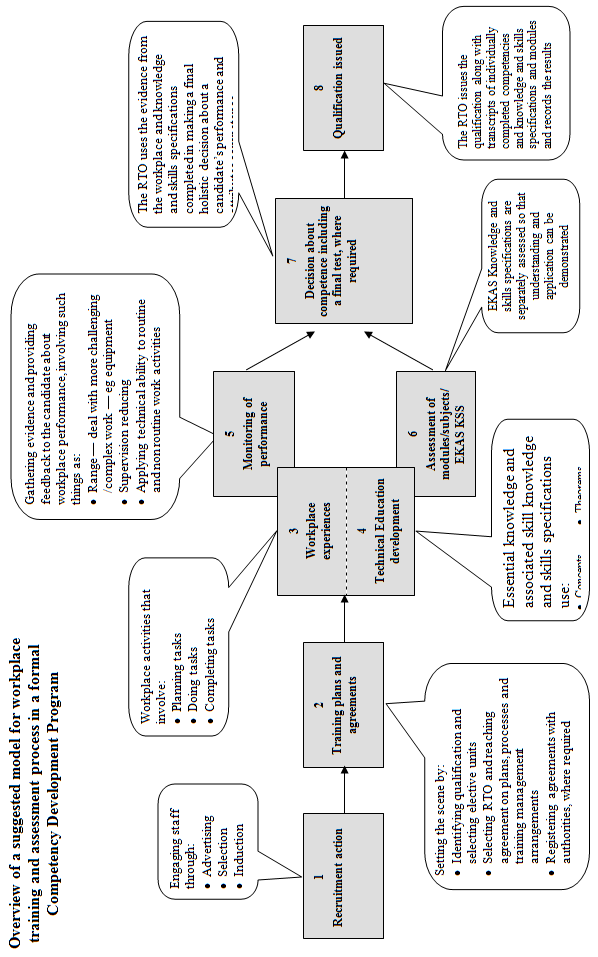 Overview of a suggested model for workplace
training and assessment process in a formal
Competency Development Program
Engaging staff
through:
• Advertising
• Selection
• Induction
1
Recruitment action
Setting the scene by:
• Identifying qualification and
selecting elective units
• Selecting RTO and reaching
agreement on plans, processes and
training management
arrangements
• Registering agreements with
authorities, where required
2
Training plans and
agreements
Workplace activities that
involve:
• Planning tasks
• Doing tasks
• Completing tasks
3
Workplace
experiences
4
Technical Education
development
Essential knowledge and
associated skill knowledge
and skills specifications
use:
• Concepts • Theorems
Gathering evidence and providing
feedback to the candidate about
workplace performance, involving such
things as:
• Range — deal with more challenging
/complex work — eg equipment
• Supervision reducing
• Applying technical ability to routine
and non routine work activities
5
Monitoring of
performance
6
Assessment of
modules/subjects/
EKAS KSS
EKAS Knowledge and
skills specifications are
separately assessed so that
understanding and
application can be
demonstrated
The RTO uses the evidence from
the workplace and knowledge
and skills specifications
completed in making a final
holistic decision about a
candidate's performance and
7
Decision about
competence including
a final test, where
required
8
Qualification issued
The RTO issues the
qualification along with
transcripts of individually
completed competencies
and knowledge and skills
specifications and modules
and records the results